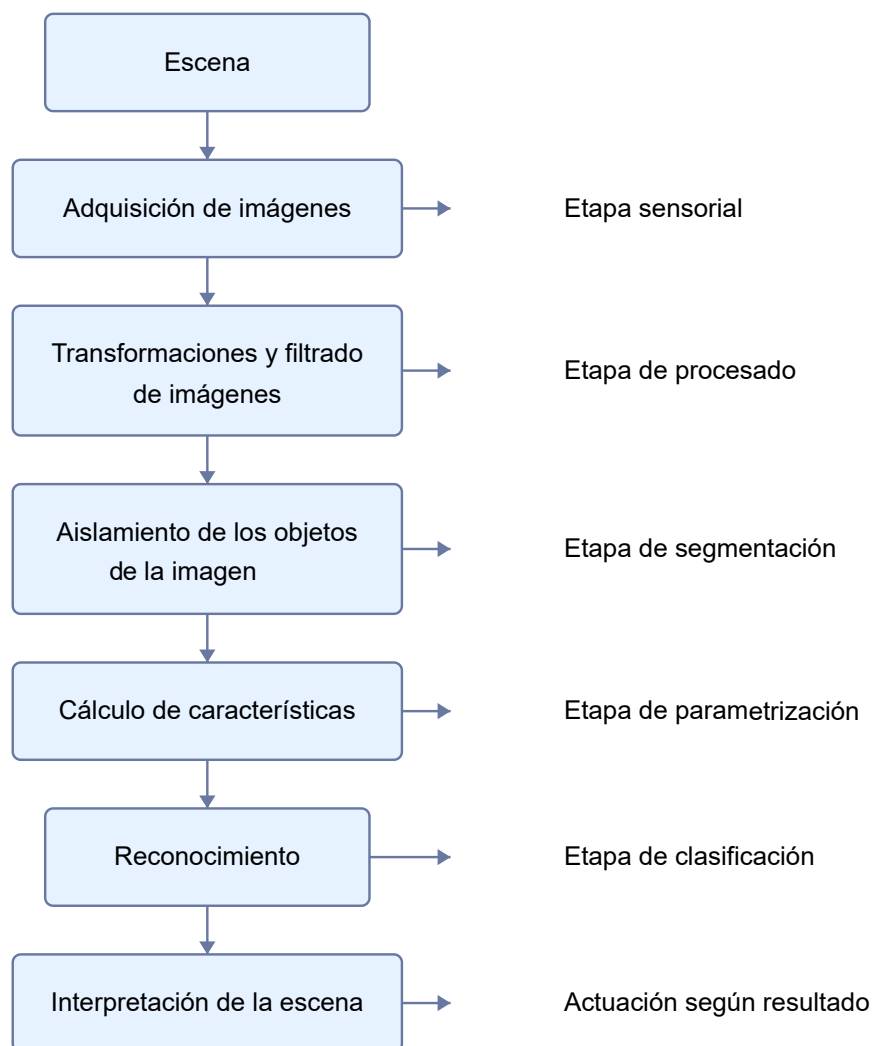 Escena
Adquisición de imágenes
Etapa sensorial
Transformaciones y filtrado
de imágenes
Etapa de procesado
Aislamiento de los objetos
de la imagen
Etapa de segmentación
Cálculo de características
Etapa de parametrización
Reconocimiento
Etapa de clasificación
Interpretación de la escena
Actuación según resultado